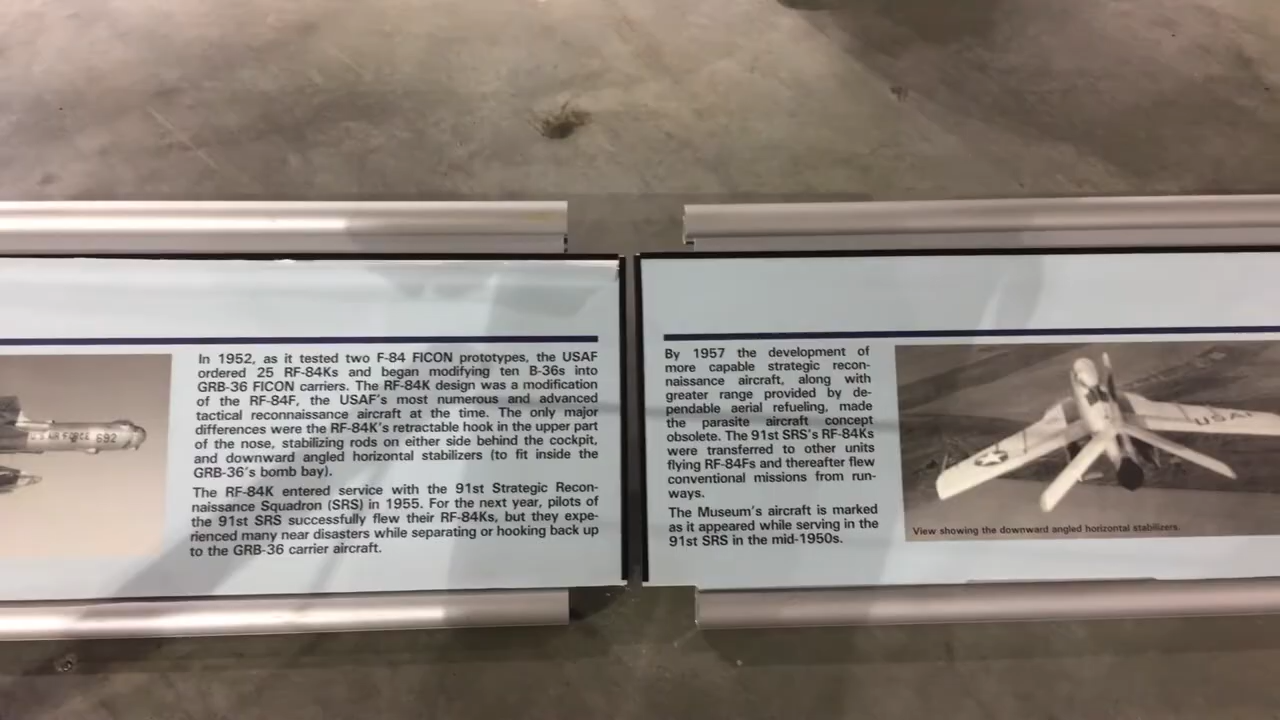 U.S. AIR FORCE 692
In 1952, as it tested two F-84 FICON prototypes, the USAF
ordered 25 RF-84Ks and began modifying ten B-36s into
GRB-36 FICON carriers. The RF-84K design was a modification
of the RF-84F, the USAF's most numerous and advanced
tactical reconnaissance aircraft at the time. The only major
differences were the RF-84K's retractable hook in the upper part
of the nose, stabilizing rods on either side behind the cockpit,
and downward angled horizontal stabilizers (to fit inside the
GRB-36's bomb bay).
The RF-84K entered service with the 91st Strategic Recon-
naissance Squadron (SRS) in 1955. For the next year, pilots of
the 91st SRS successfully flew their RF-84Ks, but they expe-
rienced many near disasters while separating or hooking back up
to the GRB-36 carrier aircraft.
By 1957 the development of
more capable strategic recon-
naissance aircraft, along with
greater range provided by de-
pendable aerial refueling, made
the parasite aircraft concept
obsolete. The 91st SRS's RF-84Ks
were transferred to other units
flying RF-84Fs and thereafter flew
conventional missions from run-
ways.
The Museum's aircraft is marked
as it appeared while serving in the
91st SRS in the mid-1950s.
USAF
View showing the downward angled horizontal stabilizers.